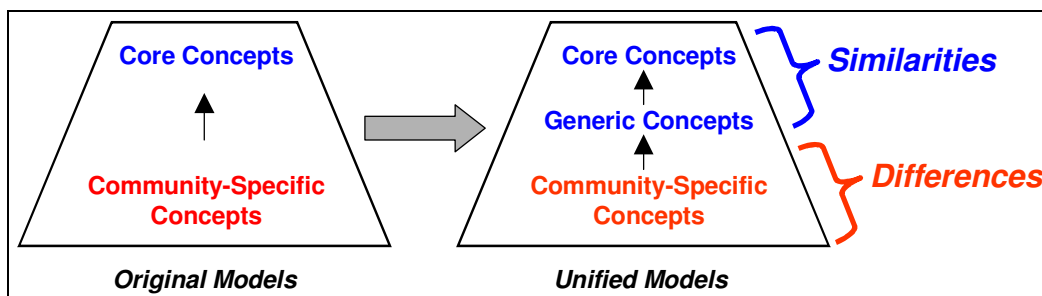 Core Concepts
Community-Specific
Concepts
Original Models
Core Concepts
Generic Concepts
Community-Specific
Concepts
Unified Models
Similarities
Differences